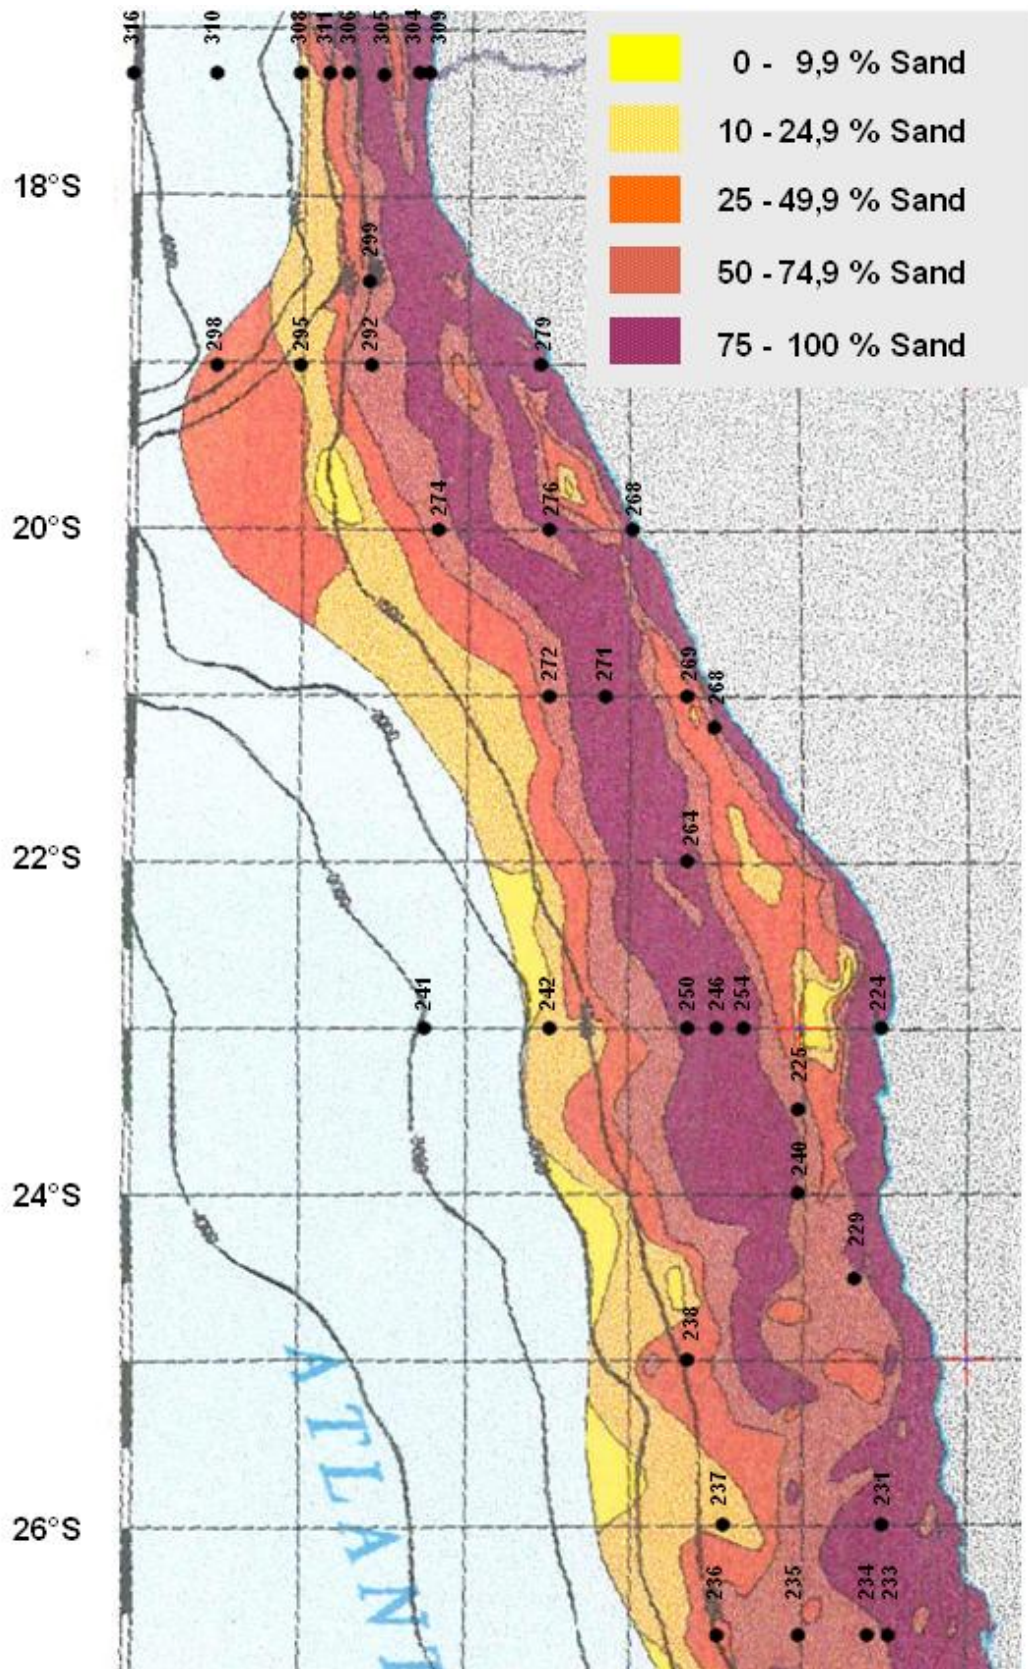 316 310 308 311 306 305 304 309
0 - 9,9 % Sand
10 - 24,9 % Sand
25 - 49,9 % Sand
50 - 74,9 % Sand
75 - 100 % Sand
18°S
299
298 295 292 279
274 276 268
20°S
272 271 269 268
264
22°S
241 242 250 246 254 224
225
240
24°S
229
238
237 231
26°S
236 235 234 233
ATLANT